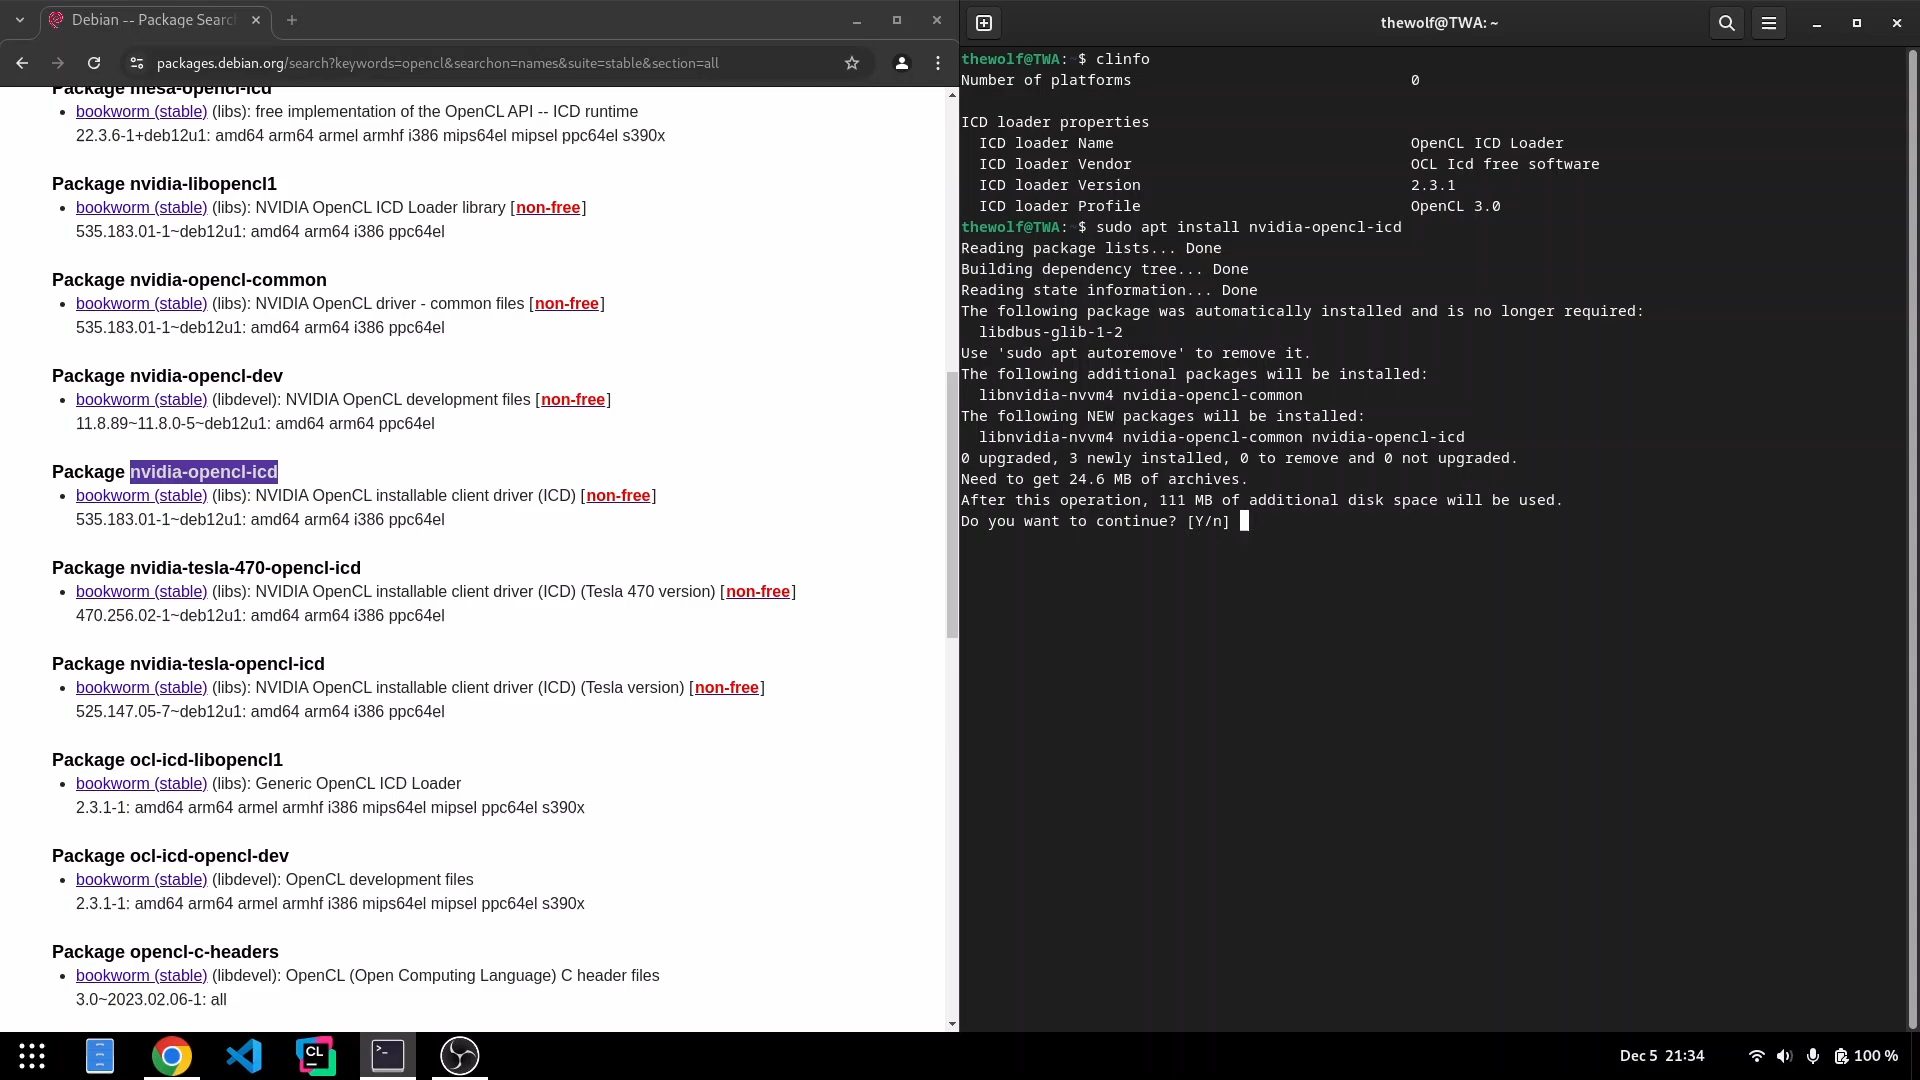 Debian -- Package Searc
packages.debian.org/search?keywords=opencl&searchon=names&suite=stable&section=all
Package mesa-opencl-icd
bookworm (stable) (libs): free implementation of the OpenCL API -- ICD runtime
22.3.6-1+deb12u1: amd64 arm64 armel armhf i386 mips64el mipsel ppc64el s390x
Package nvidia-libopencl1
bookworm (stable) (libs): NVIDIA OpenCL ICD Loader library [non-free]
535.183.01-1~deb12u1: amd64 arm64 i386 ppc64el
Package nvidia-opencl-common
bookworm (stable) (libs): NVIDIA OpenCL driver - common files [non-free]
535.183.01-1~deb12u1: amd64 arm64 i386 ppc64el
Package nvidia-opencl-dev
bookworm (stable) (libdevel): NVIDIA OpenCL development files [non-free]
11.8.89~11.8.0-5~deb12u1: amd64 arm64 ppc64el
Package nvidia-opencl-icd
bookworm (stable) (libs): NVIDIA OpenCL installable client driver (ICD) [non-free]
535.183.01-1~deb12u1: amd64 arm64 i386 ppc64el
Package nvidia-tesla-470-opencl-icd
bookworm (stable) (libs): NVIDIA OpenCL installable client driver (ICD) (Tesla 470 version) [non-free]
470.256.02-1~deb12u1: amd64 arm64 i386 ppc64el
Package nvidia-tesla-opencl-icd
bookworm (stable) (libs): NVIDIA OpenCL installable client driver (ICD) (Tesla version) [non-free]
525.147.05-7~deb12u1: amd64 arm64 i386 ppc64el
Package ocl-icd-libopencl1
bookworm (stable) (libs): Generic OpenCL ICD Loader
2.3.1-1: amd64 arm64 armel armhf i386 mips64el mipsel ppc64el s390x
Package ocl-icd-opencl-dev
bookworm (stable) (libdevel): OpenCL development files
2.3.1-1: amd64 arm64 armel armhf i386 mips64el mipsel ppc64el s390x
Package opencl-c-headers
bookworm (stable) (libdevel): OpenCL (Open Computing Language) C header files
3.0~2023.02.06-1: all
thewolf@TWA: ~
thewolf@TWA:~$ clinfo
Number of platforms 0
ICD loader properties
ICD loader Name OpenCL ICD Loader
ICD loader Vendor OCL Icd free software
ICD loader Version 2.3.1
ICD loader Profile OpenCL 3.0
thewolf@TWA:~$ sudo apt install nvidia-opencl-icd
Reading package lists... Done
Building dependency tree... Done
Reading state information... Done
The following package was automatically installed and is no longer required:
libdbus-glib-1-2
Use 'sudo apt autoremove' to remove it.
The following additional packages will be installed:
libnvidia-nvvm4 nvidia-opencl-common
The following NEW packages will be installed:
libnvidia-nvvm4 nvidia-opencl-common nvidia-opencl-icd
0 upgraded, 3 newly installed, 0 to remove and 0 not upgraded.
Need to get 24.6 MB of archives.
After this operation, 111 MB of additional disk space will be used.
Do you want to continue? [Y/n]
CL
Dec 5 21:34
100 %